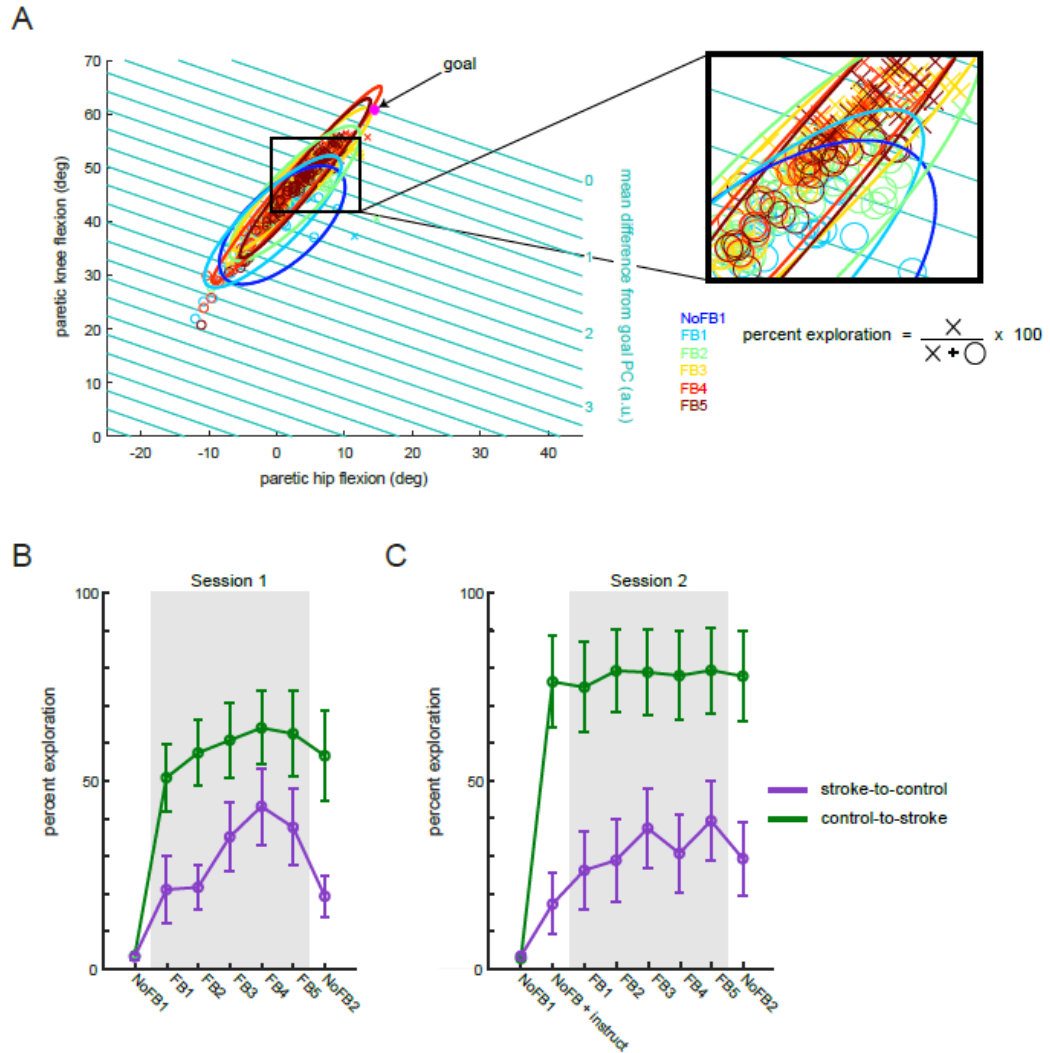 A
goal
paretic knee flexion (deg)
70
60
50
40
30
20
10
0
-20
-10
0
10
20
30
40
paretic hip flexion (deg)
0
1
2
3
mean difference from goal PC (a.u.)
NoFB1
FB1
FB2
FB3
FB4
FB5
percent exploration = × / × + ○ x 100
B
Session 1
percent exploration
100
50
0
NoFB1
FB1
FB2
FB3
FB4
FB5
NoFB2
C
Session 2
percent exploration
100
50
0
NoFB1
NoFB + instruct
FB1
FB2
FB3
FB4
FB5
NoFB2
stroke-to-control
control-to-stroke